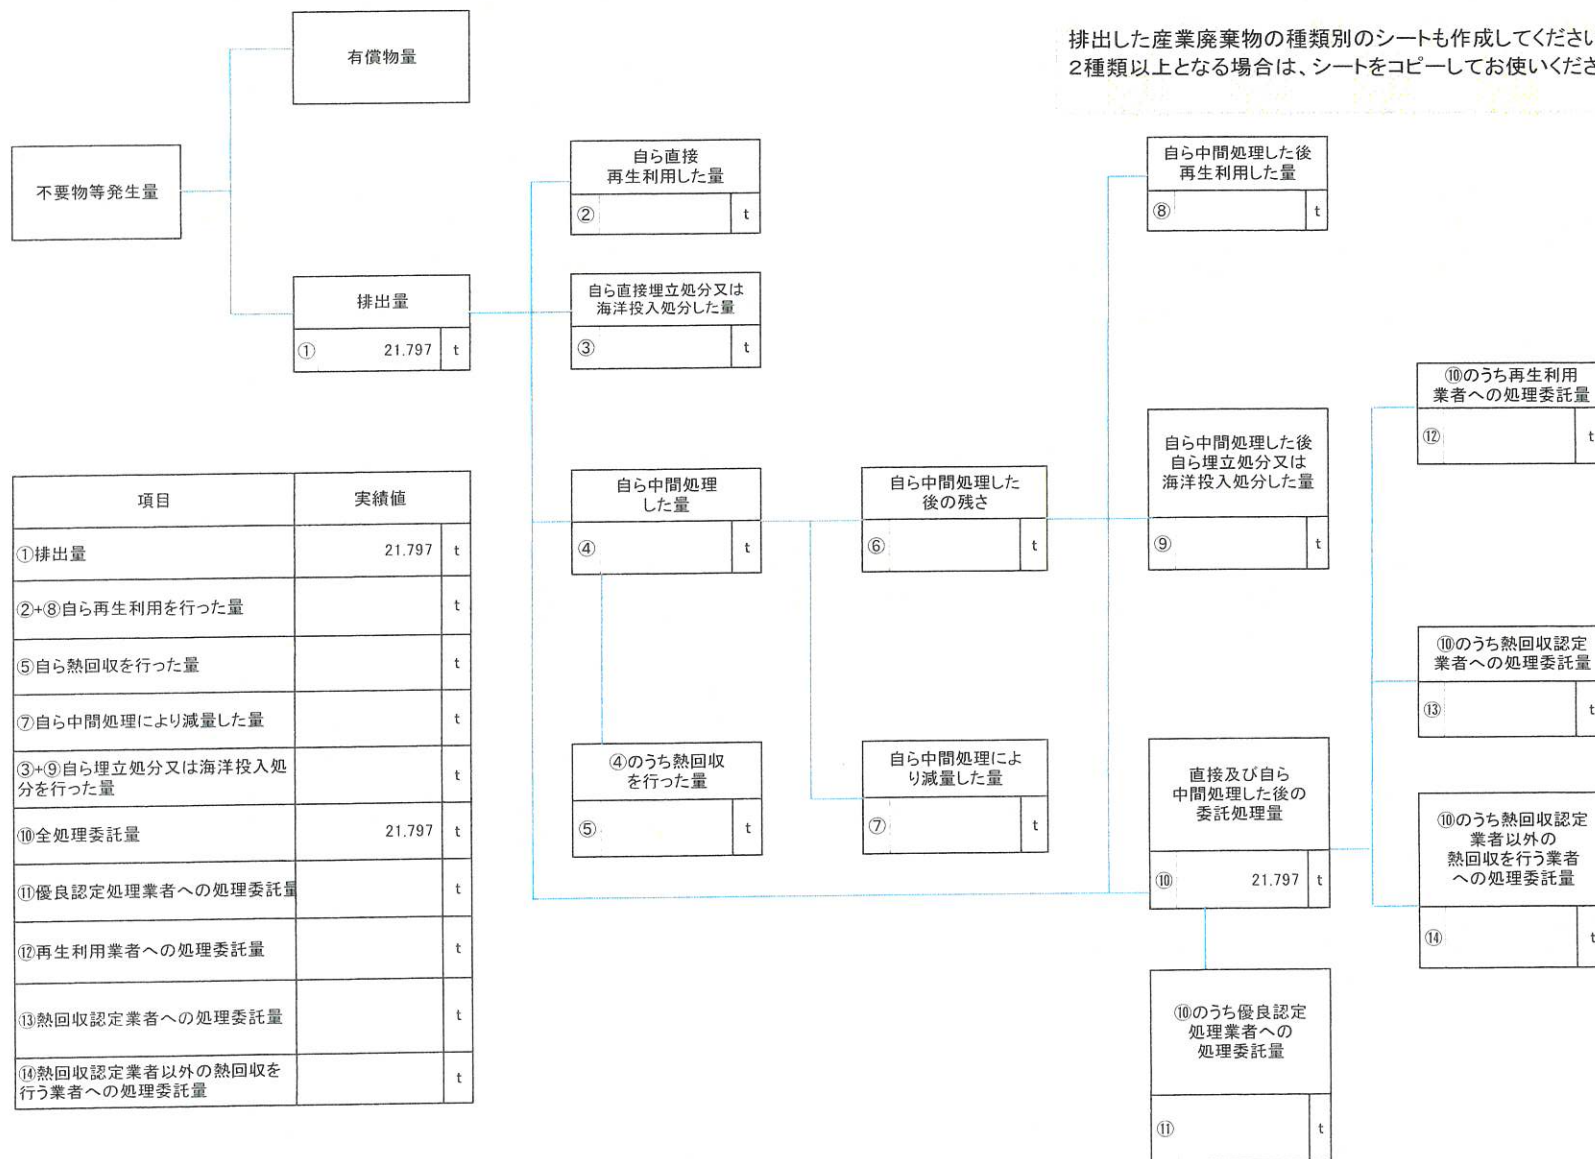 排出した産業廃棄物の種類別のシートも作成してください
2種類以上となる場合は、シートをコピーしてお使いくださ
有償物量
不要物等発生量
排出量
① 21.797 t
自ら直接
再生利用した量
② t
自ら直接埋立処分又は
海洋投入処分した量
③ t
自ら中間処理
した量
④ t
④のうち熱回収
を行った量
⑤ t
自ら中間処理した
後の残さ
⑥ t
自ら中間処理によ
り減量した量
⑦ t
自ら中間処理した後
再生利用した量
⑧ t
自ら中間処理した後
自ら埋立処分又は
海洋投入処分した量
⑨ t
直接及び自ら
中間処理した後の
委託処理量
⑩ 21.797 t
⑩のうち優良認定
処理業者への
処理委託量
⑪ t
⑩のうち再生利用
業者への処理委託量
⑫ t
⑩のうち熱回収認定
業者への処理委託量
⑬ t
⑩のうち熱回収認定
業者以外の
熱回収を行う業者
への処理委託量
⑭ t
項目 実績値
①排出量 21.797 t
②+⑧自ら再生利用を行った量 t
⑤自ら熱回収を行った量 t
⑦自ら中間処理により減量した量 t
③+⑨自ら埋立処分又は海洋投入処
分を行った量 t
⑩全処理委託量 21.797 t
⑪優良認定処理業者への処理委託量 t
⑫再生利用業者への処理委託量 t
⑬熱回収認定業者への処理委託量 t
⑭熱回収認定業者以外の熱回収を
行う業者への処理委託量 t